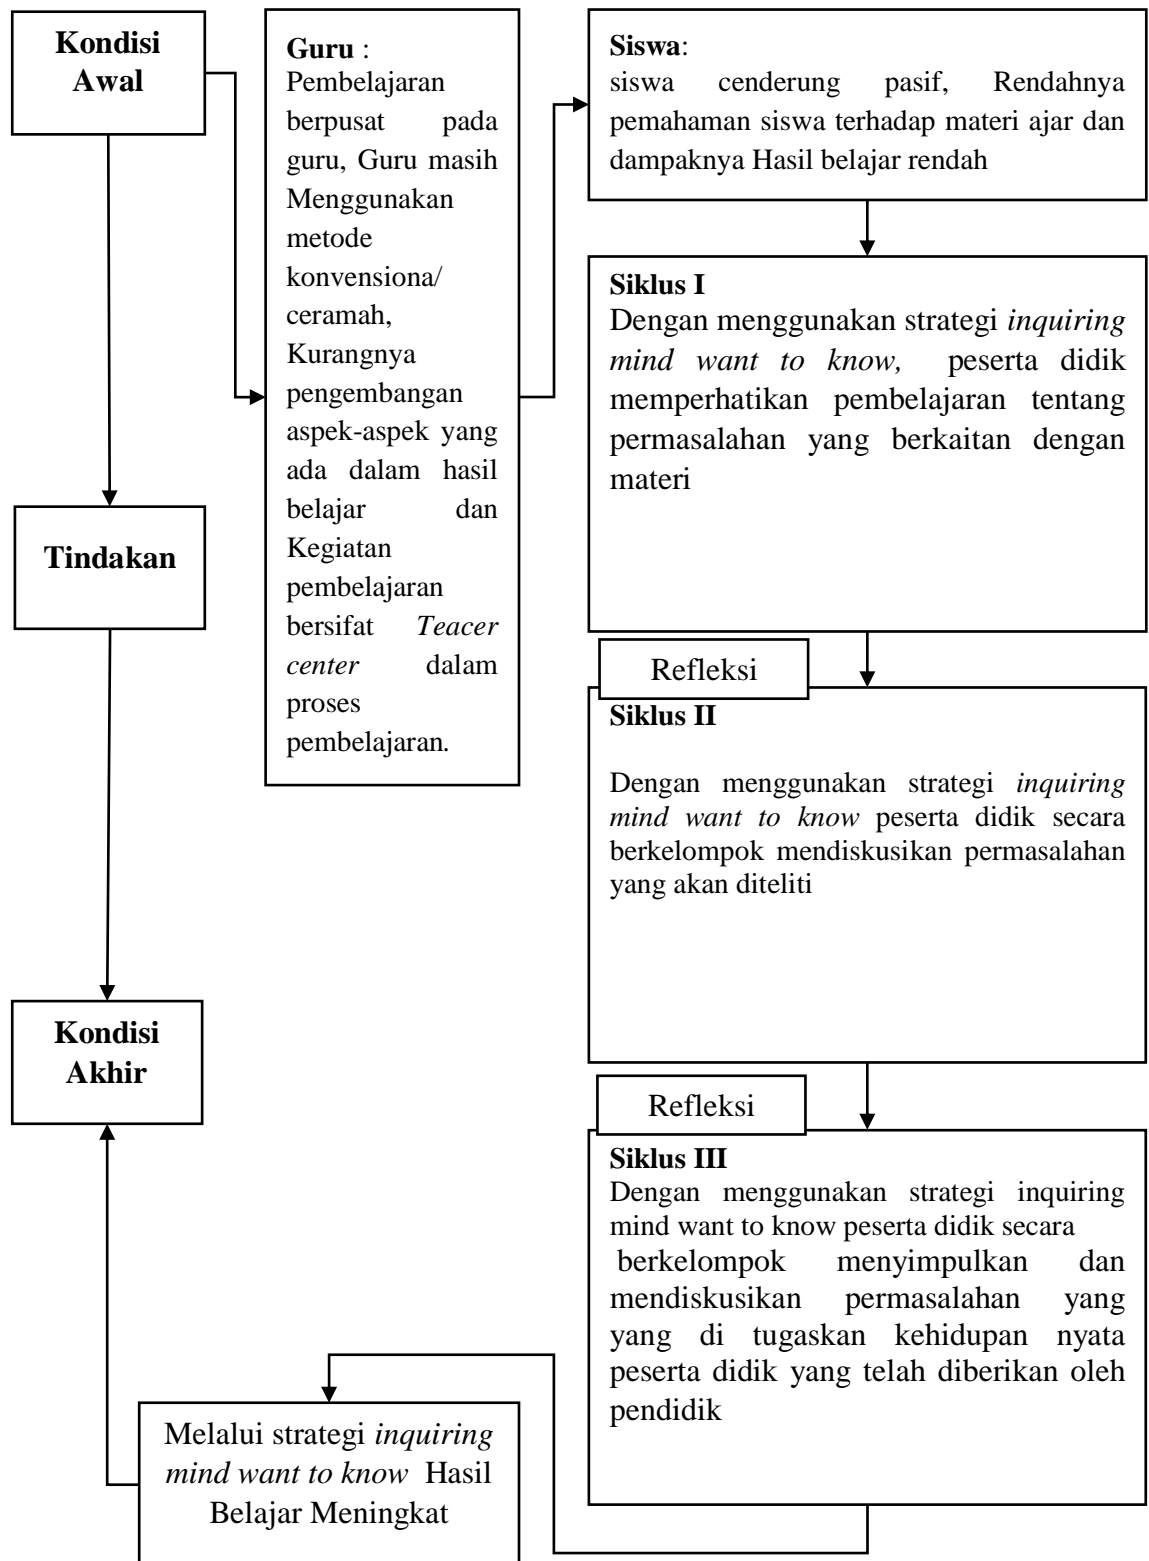 Kondisi
Awal
Guru :
Pembelajaran
berpusat pada
guru, Guru masih
Menggunakan
metode
konvensiona/
ceramah,
Kurangnya
pengembangan
aspek-aspek yang
ada dalam hasil
belajar dan
Kegiatan
pembelajaran
bersifat Teacer
center dalam
proses
pembelajaran.
Siswa:
siswa cenderung pasif, Rendahnya
pemahaman siswa terhadap materi ajar dan
dampaknya Hasil belajar rendah
Siklus I
Dengan menggunakan strategi inquiring
mind want to know, peserta didik
memperhatikan pembelajaran tentang
permasalahan yang berkaitan dengan
materi
Tindakan
Refleksi
Siklus II
Dengan menggunakan strategi inquiring
mind want to know peserta didik secara
berkelompok mendiskusikan permasalahan
yang akan diteliti
Kondisi
Akhir
Refleksi
Siklus III
Dengan menggunakan strategi inquiring
mind want to know peserta didik secara
berkelompok menyimpulkan dan
mendiskusikan permasalahan yang
yang di tugaskan kehidupan nyata
peserta didik yang telah diberikan oleh
pendidik
Melalui strategi inquiring
mind want to know Hasil
Belajar Meningkat